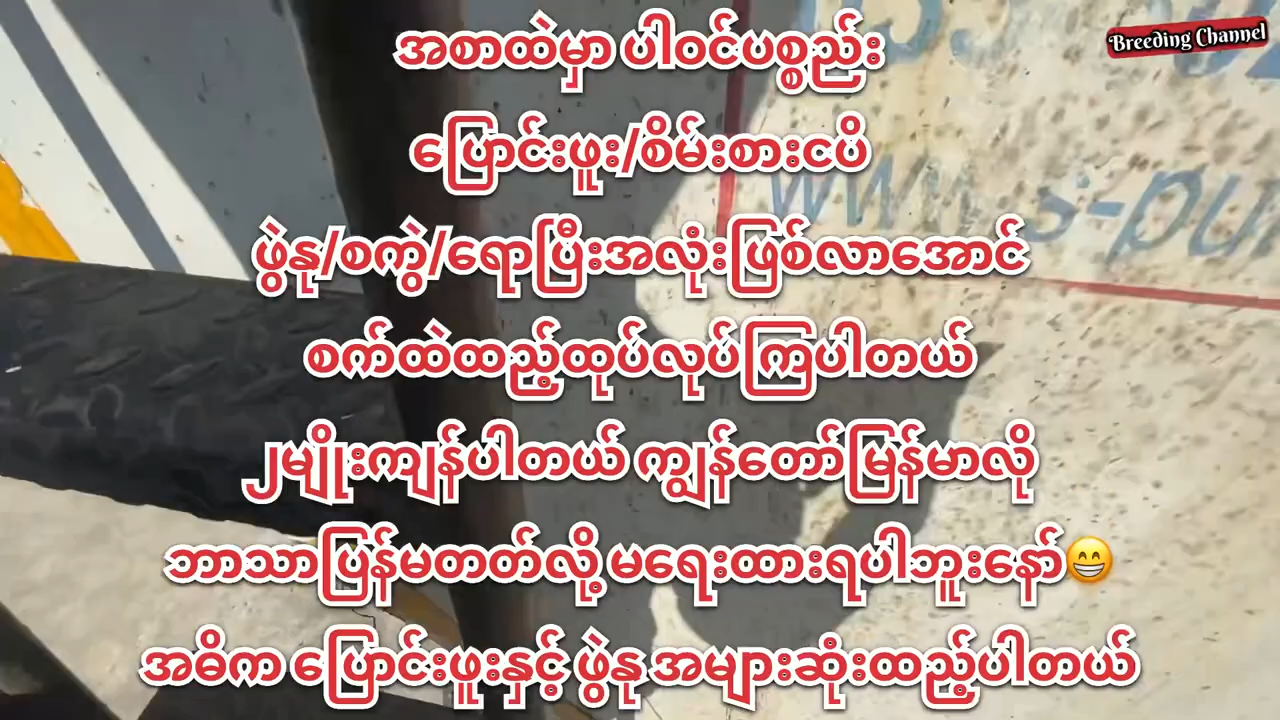 Breeding Channel
အစာထဲမှာ ပါဝင်ပစ္စည်း
ပြောင်းဖူး/စိမ်းစားငပိ
ဖွဲနု/စကွဲ/ရောပြီးအလုံးဖြစ်လာအောင်
စက်ထဲထည့်ထုပ်လုပ်ကြပါတယ်
၂မျိုးကျန်ပါတယ် ကျွန်တော်မြန်မာလို
ဘာသာပြန်မတတ်လို့ မရေးထားရပါဘူးနော်😁
အဓိက ပြောင်းဖူးနှင့် ဖွဲနု အများဆုံးထည့်ပါတယ်
www.s-pu